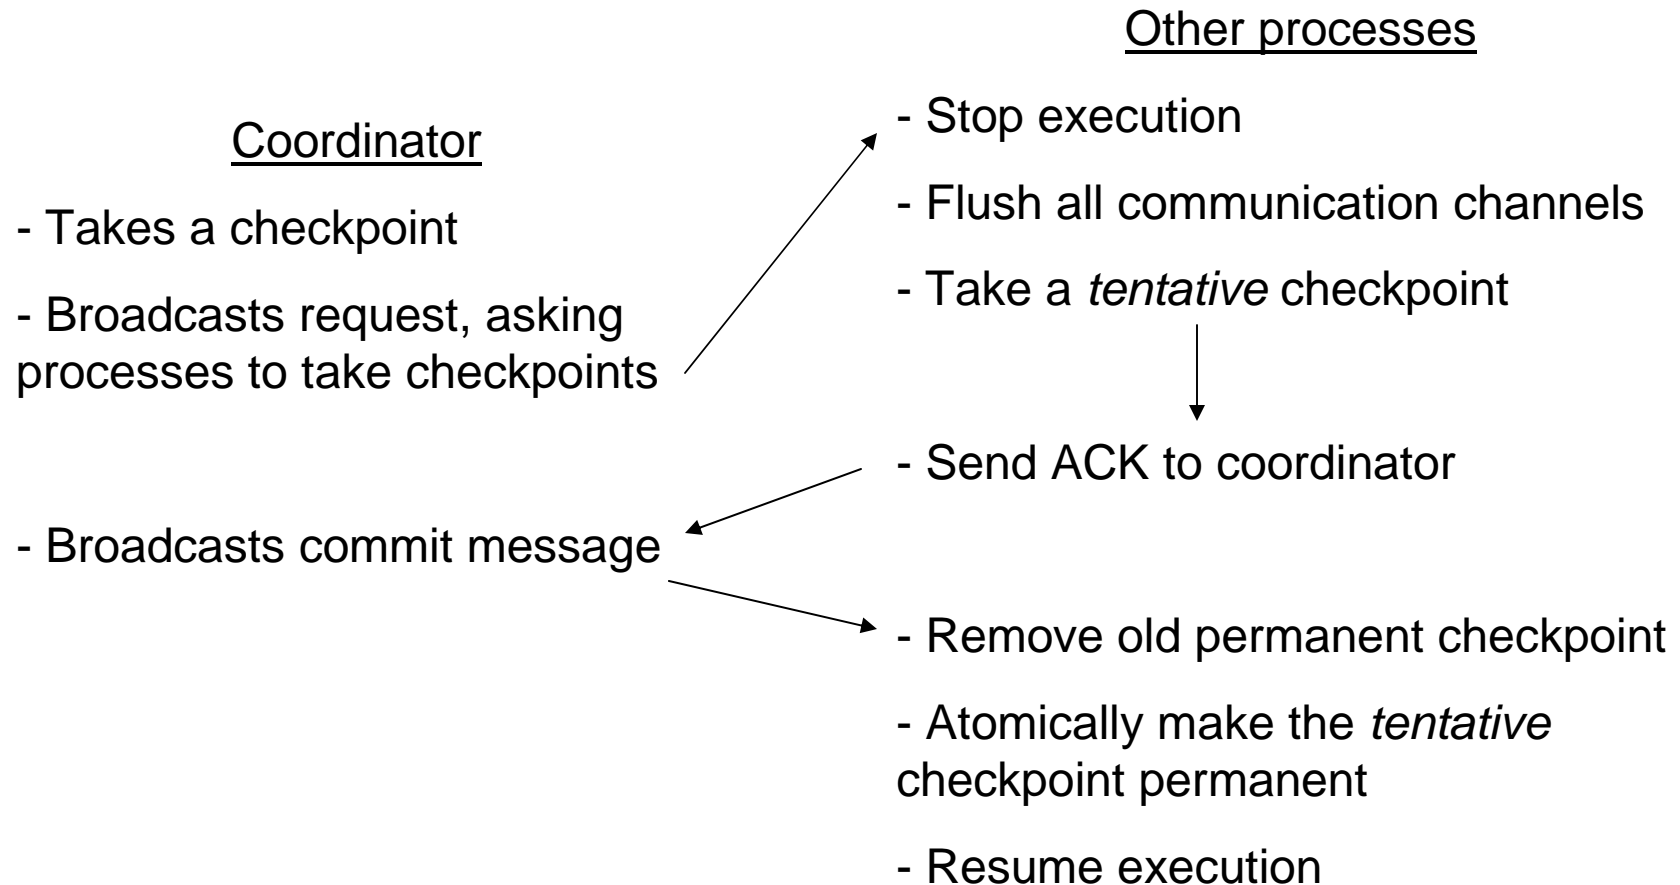 Coordinator
- Takes a checkpoint
- Broadcasts request, asking
processes to take checkpoints
- Broadcasts commit message
Other processes
- Stop execution
- Flush all communication channels
- Take a tentative checkpoint
- Send ACK to coordinator
- Remove old permanent checkpoint
- Atomically make the tentative
checkpoint permanent
- Resume execution